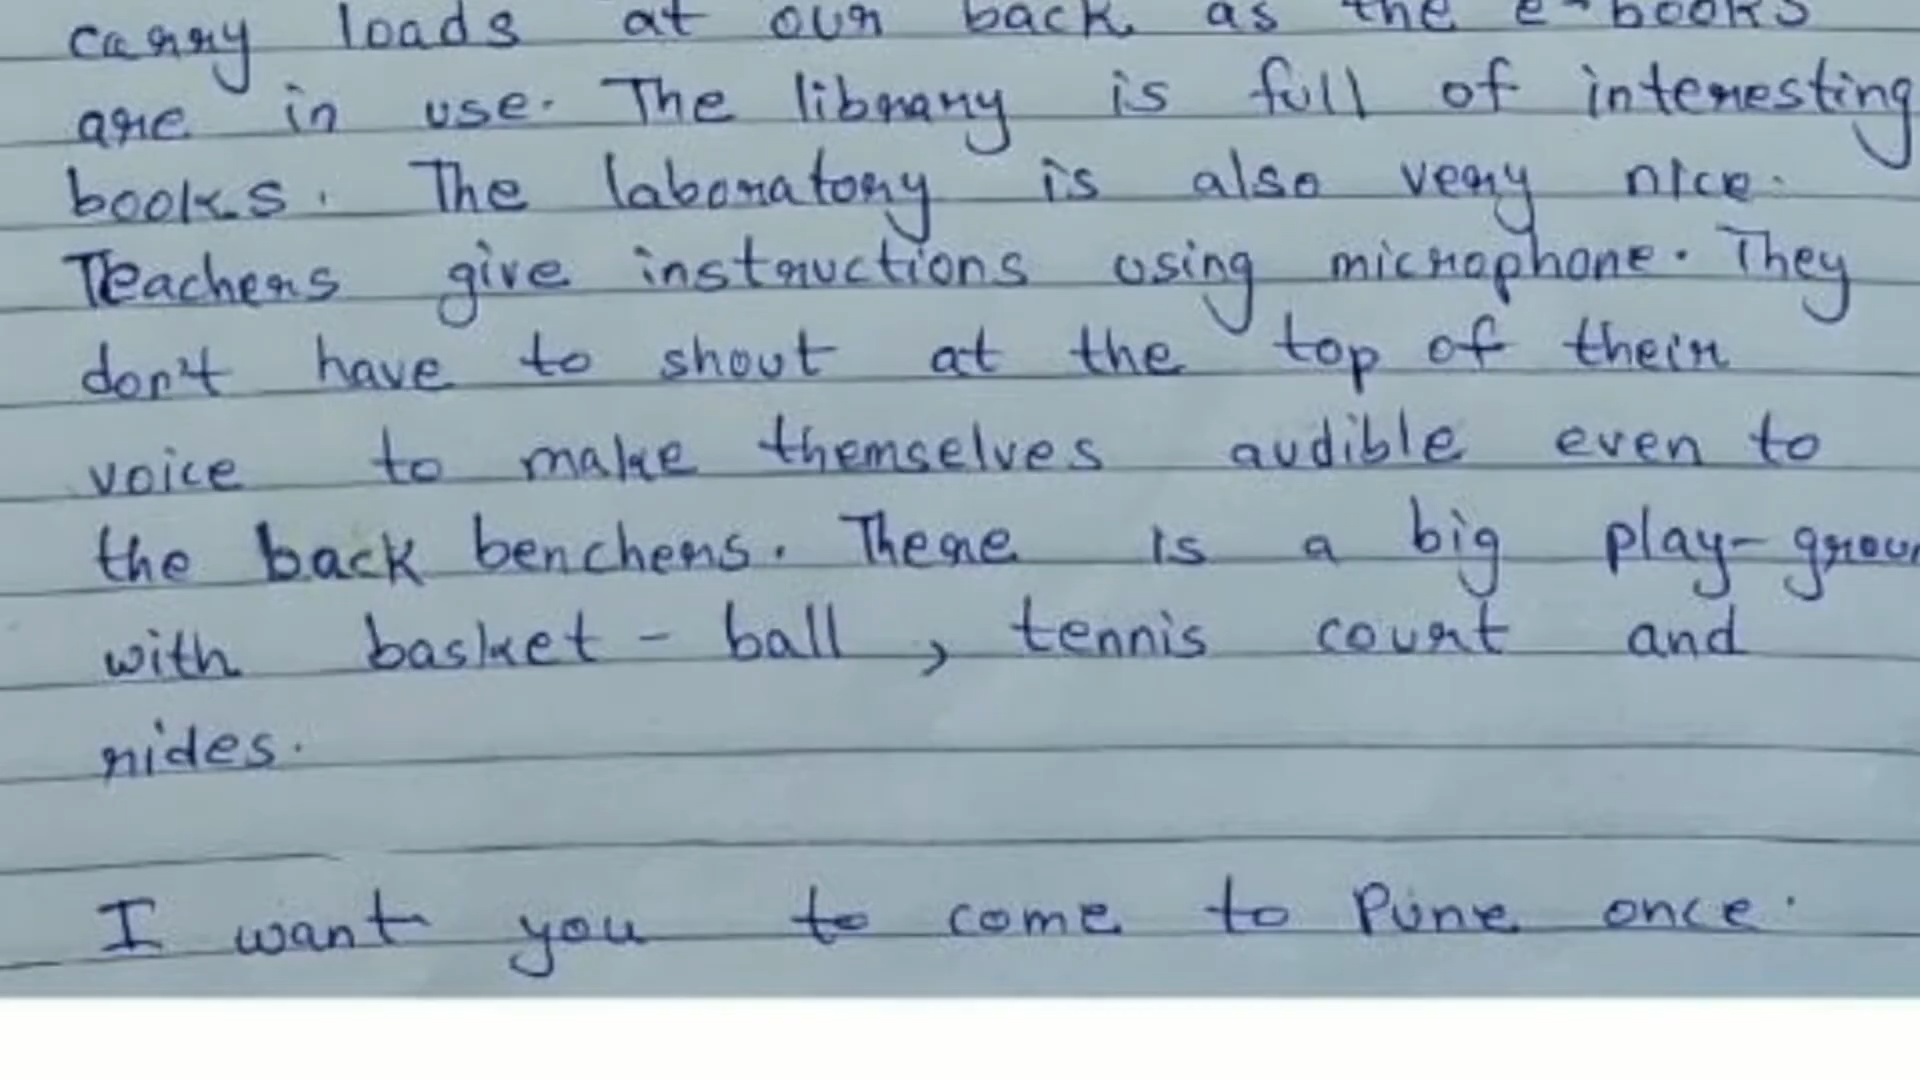 carry loads at our back as the e-books
are in use. The library is full of interesting
books. The laboratory is also very nice.
Teachers give instructions using microphone. They
don't have to shout at the top of their
voice to make themselves audible even to
the back benchers. There is a big play-groun
with basket-ball, tennis court and
rides.
I want you to come to Pune once.